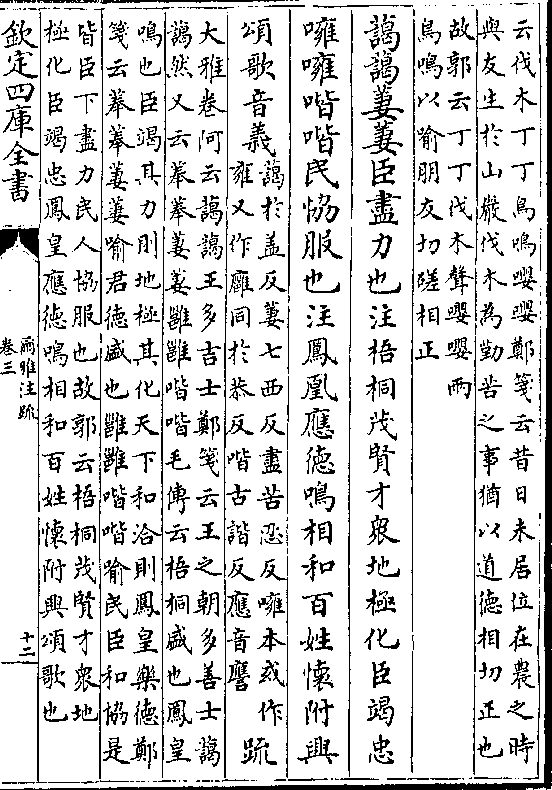 云伐木丁丁鳥鳴嚶嚶鄭箋云昔日未居位在農之時
與友生於山巖伐木為勤苦之事猶以道德相切正也
故郭云丁丁伐木聲嚶嚶兩
鳥鳴以喻朋友切磋相正
藹藹萋萋臣盡力也注梧桐茂賢才衆地極化臣竭忠
噰噰喈喈民協服也注鳳凰應德鳴相和百姓懷附興
頌歌音義
藹於盖反萋七西反盡苦忍反噰本或作
雍又作廱同於恭反喈古諧反應音譍
疏
大雅卷阿云藹藹王多吉士鄭箋云王之朝多善士藹
藹然又云菶菶萋萋雝雝喈喈毛傳云梧桐盛也鳳皇
鳴也臣竭其力則地極其化天下和洽則鳳皇樂德鄭
箋云菶菶萋萋喻君德盛也雝雝喈喈喻民臣和協是
皆臣下盡力民人協服也故郭云梧桐茂賢才衆地
極化臣竭忠鳳皇應德鳴相和百姓懷附興頌歌也
欽定四庫全書
爾雅注疏
卷三
十三